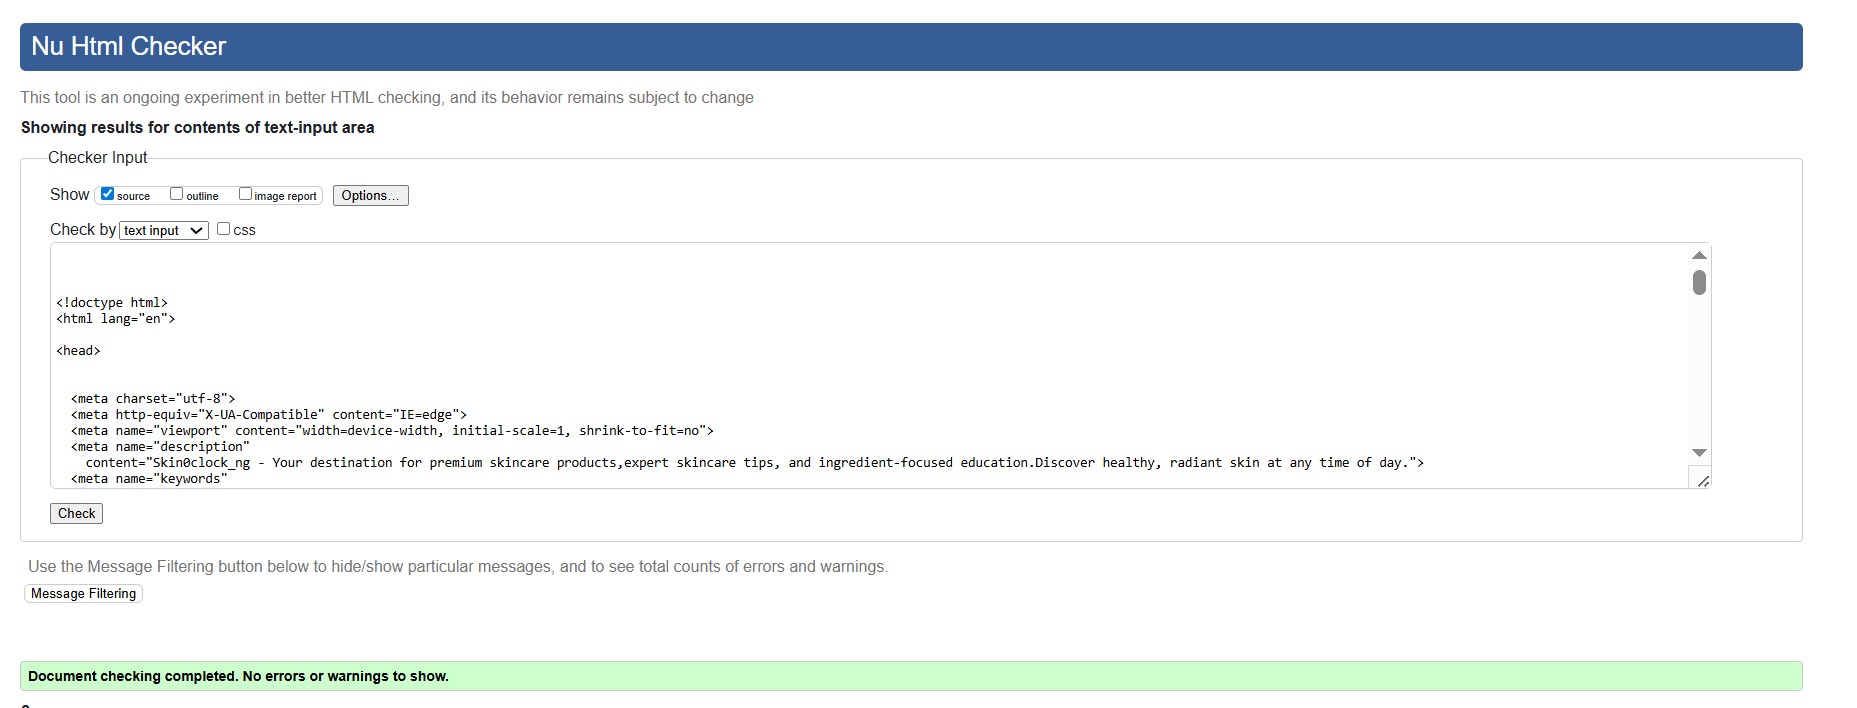 Nu Html Checker
This tool is an ongoing experiment in better HTML checking, and its behavior remains subject to change
Showing results for contents of text-input area
Checker Input
Show source outline image report Options...
Check by text input css
<!doctype html>
<html lang="en">
<head>
<meta charset="utf-8">
<meta http-equiv="X-UA-Compatible" content="IE=edge">
<meta name="viewport" content="width=device-width, initial-scale=1, shrink-to-fit=no">
<meta name="description"
content="Skin0clock_ng - Your destination for premium skincare products,expert skincare tips, and ingredient-focused education.Discover healthy, radiant skin at any time of day.">
<meta name="keywords"
Check
Use the Message Filtering button below to hide/show particular messages, and to see total counts of errors and warnings.
Message Filtering
Document checking completed. No errors or warnings to show.